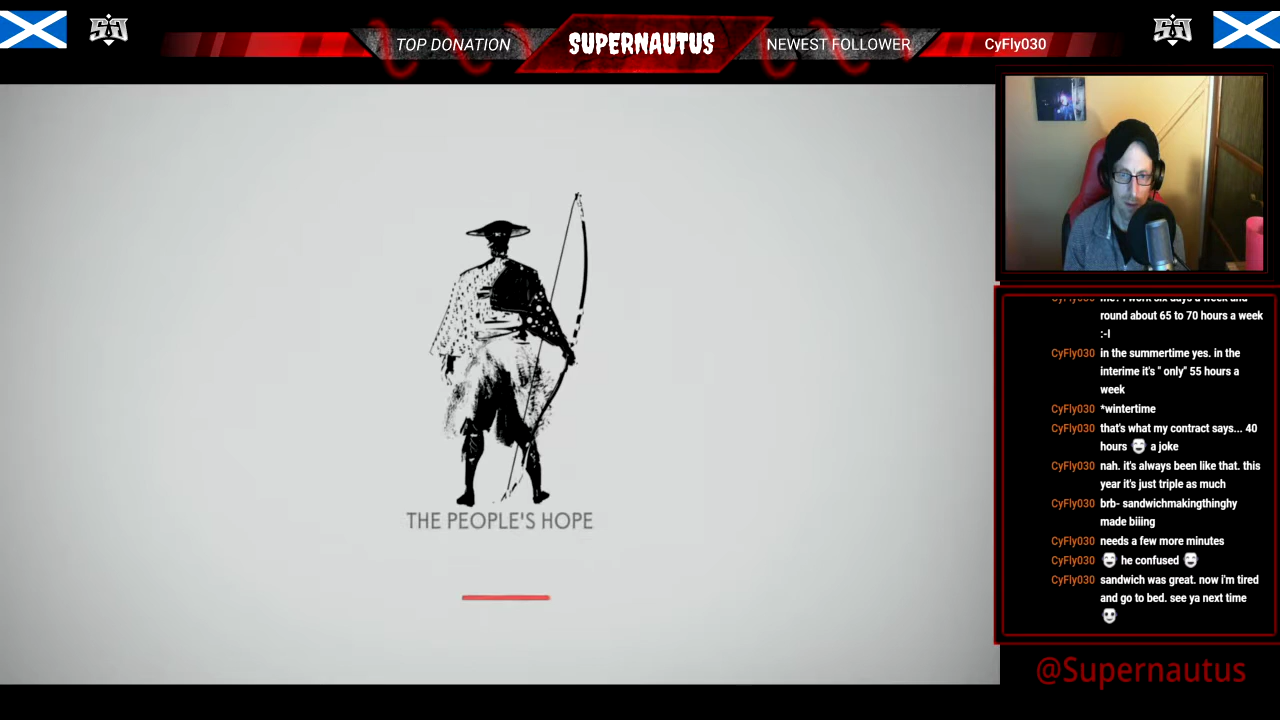 TOP DONATION
SUPERNAUTUS
NEWEST FOLLOWER
CyFly030
round about 65 to 70 hours a week
:-I
CyFly030 in the summertime yes. in the
interime it's " only" 55 hours a
week
CyFly030 *wintertime
CyFly030 that's what my contract says... 40
hours a joke
CyFly030 nah. it's always been like that. this
year it's just triple as much
CyFly030 brb- sandwichmakingthinghy
made biiing
CyFly030 needs a few more minutes
CyFly030 he confused
CyFly030 sandwich was great. now i'm tired
and go to bed. see ya next time
THE PEOPLE'S HOPE
@Supernautus